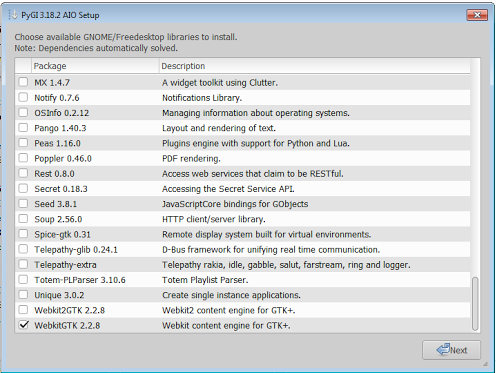 PyGI 3.18.2 AIO Setup
Choose available GNOME/Freedesktop libraries to install.
Note: Dependencies automatically solved.
Package Description
MX 1.4.7 A widget toolkit using Clutter.
Notify 0.7.6 Notifications Library.
OSInfo 0.2.12 Managing information about operating systems.
Pango 1.40.3 Layout and rendering of text.
Peas 1.16.0 Plugins engine with support for Python and Lua.
Poppler 0.46.0 PDF rendering.
Rest 0.8.0 Access web services that claim to be RESTful.
Secret 0.18.3 Accessing the Secret Service API.
Seed 3.8.1 JavaScriptCore bindings for GObjects
Soup 2.56.0 HTTP client/server library.
Spice-gtk 0.31 Remote display system built for virtual environments.
Telepathy-glib 0.24.1 D-Bus framework for unifying real time communication.
Telepathy-extra Telepathy rakia, idle, gabble, salut, farstream, ring and logger.
Totem-PLParser 3.10.6 Totem Playlist Parser.
Unique 3.0.2 Create single instance applications.
Webkit2GTK 2.2.8 Webkit2 content engine for GTK+.
WebkitGTK 2.2.8 Webkit content engine for GTK+.
Next